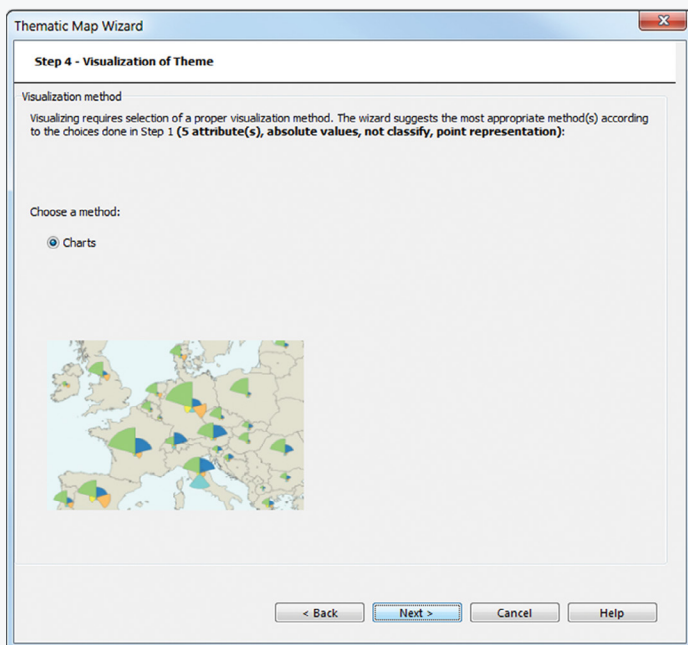 Thematic Map Wizard
Step 4 - Visualization of Theme
Visualization method
Visualizing requires selection of a proper visualization method. The wizard suggests the most appropriate method(s) according
to the choices done in Step 1 (5 attribute(s), absolute values, not classify, point representation):
Choose a method:
Charts
< Back Next > Cancel Help